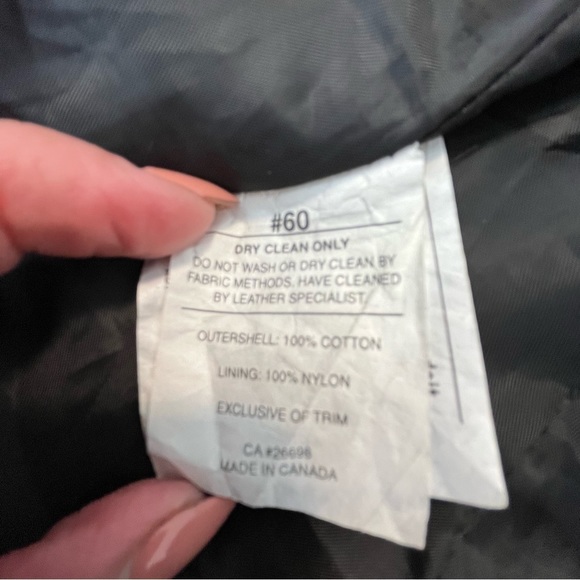 #60
DRY CLEAN ONLY
DO NOT WASH OR DRY CLEAN BY
FABRIC METHODS. HAVE CLEANED
BY LEATHER SPECIALIST.
OUTERSHELL: 100% COTTON
LINING: 100% NYLON
EXCLUSIVE OF TRIM
CA #26698
MADE IN CANADA